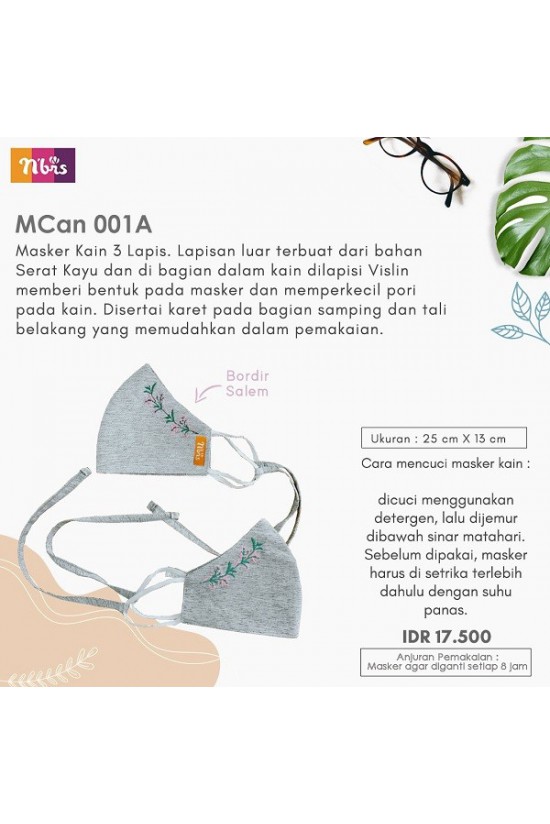 Nbrs
MCan 001A
Masker Kain 3 Lapis. Lapisan luar terbuat dari bahan
Serat Kayu dan di bagian dalam kain dilapisi Vislin
memberi bentuk pada masker dan memperkecil pori
pada kain. Disertai karet pada bagian samping dan tali
belakang yang memudahkan dalam pemakaian.
Bordir
Salem
Nbrs
Ukuran : 25 cm X 13 cm
Cara mencuci masker kain :
dicuci menggunakan
detergen, lalu dijemur
dibawah sinar matahari.
Sebelum dipakai, masker
harus di setrika terlebih
dahulu dengan suhu
panas.
IDR 17.500
Anjuran Pemakaian :
Masker agar diganti setiap 8 jam